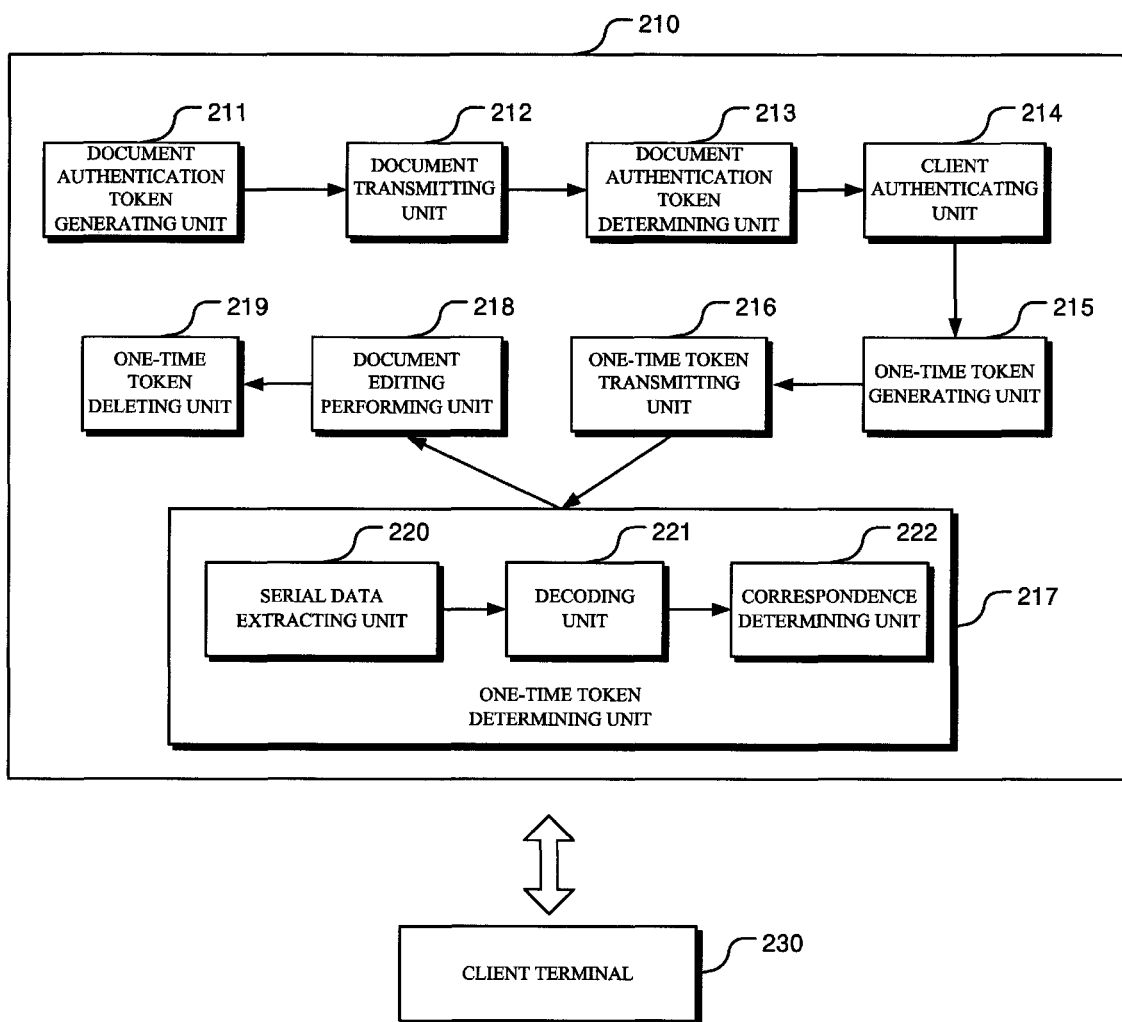 210
211
212
213
214
DOCUMENT
AUTHENTICATION
TOKEN
GENERATING UNIT
DOCUMENT
TRANSMITTING
UNIT
DOCUMENT
AUTHENTICATION
TOKEN
DETERMINING UNIT
CLIENT
AUTHENTICATING
UNIT
219
218
216
215
ONE-TIME
TOKEN
DELETING UNIT
DOCUMENT
EDITING
PERFORMING UNIT
ONE-TIME TOKEN
TRANSMITTING
UNIT
ONE-TIME TOKEN
GENERATING UNIT
220
221
222
SERIAL DATA
EXTRACTING UNIT
DECODING
UNIT
CORRESPONDENCE
DETERMINING UNIT
217
ONE-TIME TOKEN
DETERMINING UNIT
230
CLIENT TERMINAL